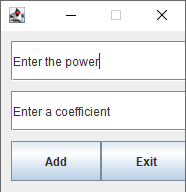 Enter the power
Enter a coefficient
Add Exit